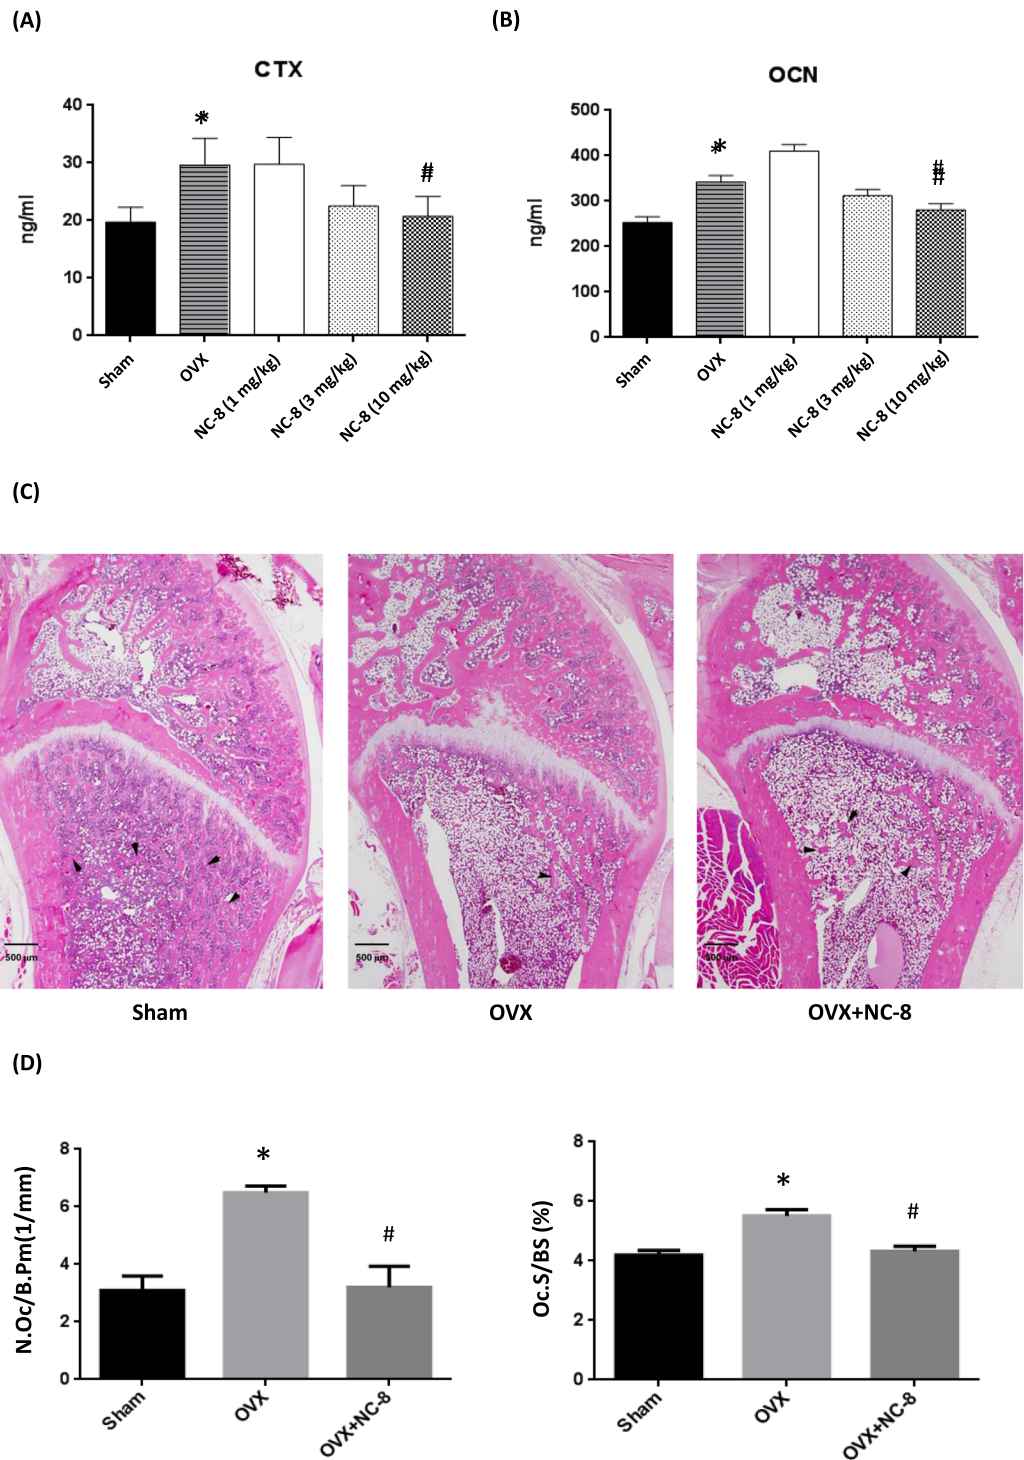 (A)
CTX
*
#
#
40
30
20
10
0
ng/ml
Sham
OVX
NC-8 (1 mg/kg)
NC-8 (3 mg/kg)
NC-8 (10 mg/kg)
(B)
OCN
**
#
#
#
500
400
300
200
100
0
ng/ml
Sham
OVX
NC-8 (1 mg/kg)
NC-8 (3 mg/kg)
NC-8 (10 mg/kg)
(C)
500 µm
500 µm
500 µm
Sham
OVX
OVX+NC-8
(D)
8
6
4
2
0
N.Oc/B.Pm(1/mm)
*
#
Sham
OVX
OVX+NC-8
8
6
4
2
0
Oc.S/BS (%)
*
#
Sham
OVX
OVX+NC-8